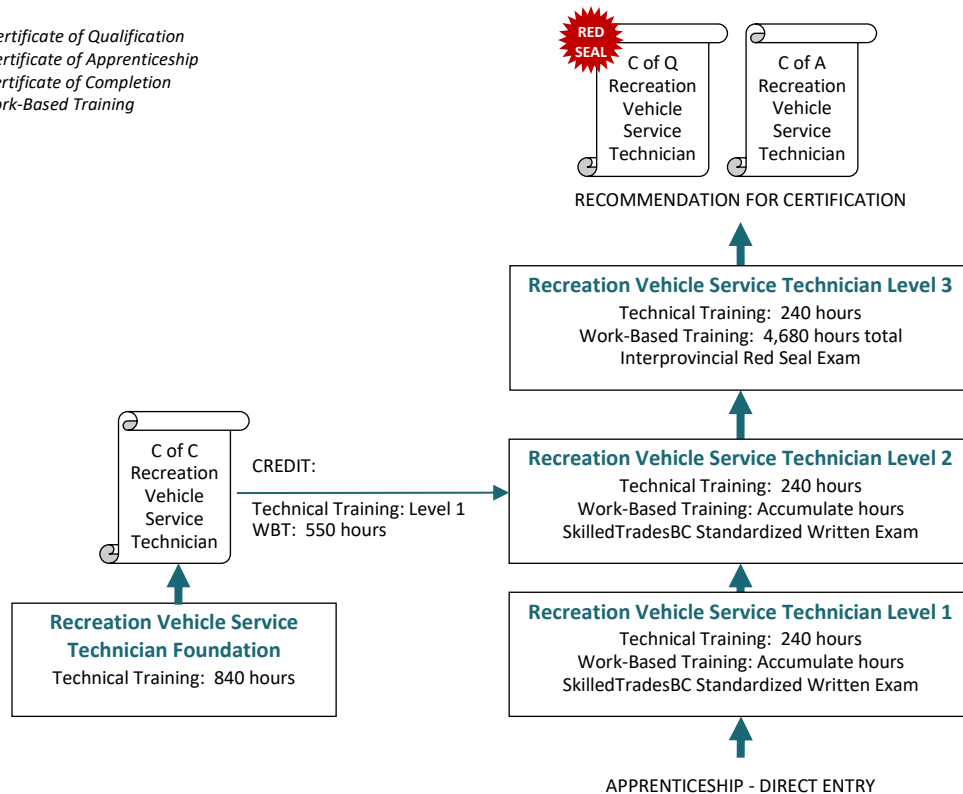 ertificate of Qualification
ertificate of Apprenticeship
ertificate of Completion
ork-Based Training
RED
SEAL
C of Q
Recreation
Vehicle
Service
Technician
C of A
Recreation
Vehicle
Service
Technician
RECOMMENDATION FOR CERTIFICATION
Recreation Vehicle Service Technician Level 3
Technical Training: 240 hours
Work-Based Training: 4,680 hours total
Interprovincial Red Seal Exam
C of C
Recreation
Vehicle
Service
Technician
CREDIT:
Technical Training: Level 1
WBT: 550 hours
Recreation Vehicle Service Technician Level 2
Technical Training: 240 hours
Work-Based Training: Accumulate hours
SkilledTradesBC Standardized Written Exam
Recreation Vehicle Service
Technician Foundation
Technical Training: 840 hours
Recreation Vehicle Service Technician Level 1
Technical Training: 240 hours
Work-Based Training: Accumulate hours
SkilledTradesBC Standardized Written Exam
APPRENTICESHIP - DIRECT ENTRY